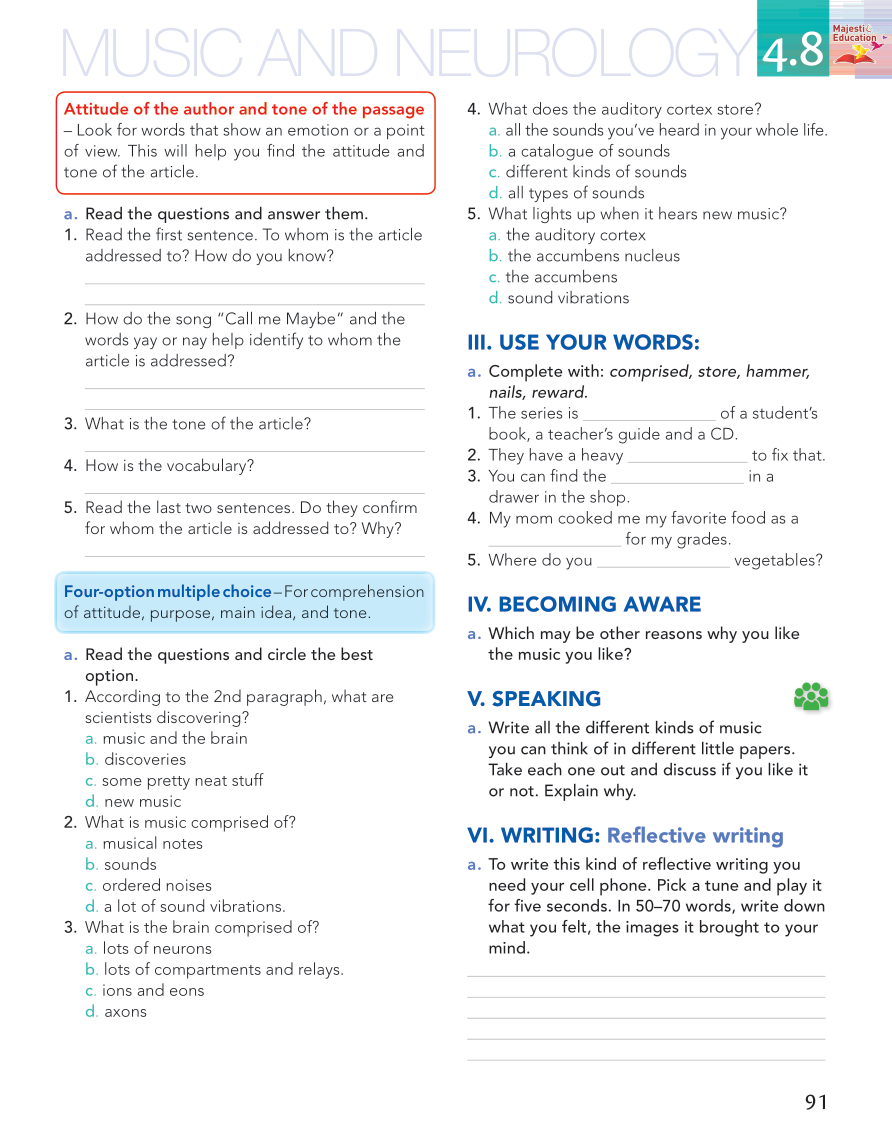 MUSIC AND NEUROLOGY
4.8
Majestic
Education
Attitude of the author and tone of the passage
– Look for words that show an emotion or a point
of view. This will help you find the attitude and
tone of the article.
a. Read the questions and answer them.
1. Read the first sentence. To whom is the article
addressed to? How do you know?
2. How do the song “Call me Maybe” and the
words yay or nay help identify to whom the
article is addressed?
3. What is the tone of the article?
4. How is the vocabulary?
5. Read the last two sentences. Do they confirm
for whom the article is addressed to? Why?
Four-option multiple choice – For comprehension
of attitude, purpose, main idea, and tone.
a. Read the questions and circle the best
option.
1. According to the 2nd paragraph, what are
scientists discovering?
a. music and the brain
b. discoveries
c. some pretty neat stuff
d. new music
2. What is music comprised of?
a. musical notes
b. sounds
c. ordered noises
d. a lot of sound vibrations.
3. What is the brain comprised of?
a. lots of neurons
b. lots of compartments and relays.
c. ions and eons
d. axons
4. What does the auditory cortex store?
a. all the sounds you’ve heard in your whole life.
b. a catalogue of sounds
c. different kinds of sounds
d. all types of sounds
5. What lights up when it hears new music?
a. the auditory cortex
b. the accumbens nucleus
c. the accumbens
d. sound vibrations
III. USE YOUR WORDS:
a. Complete with: comprised, store, hammer,
nails, reward.
1. The series is _______________ of a student’s
book, a teacher’s guide and a CD.
2. They have a heavy _______________ to fix that.
3. You can find the _______________ in a
drawer in the shop.
4. My mom cooked me my favorite food as a
_______________ for my grades.
5. Where do you _______________ vegetables?
IV. BECOMING AWARE
a. Which may be other reasons why you like
the music you like?
V. SPEAKING
a. Write all the different kinds of music
you can think of in different little papers.
Take each one out and discuss if you like it
or not. Explain why.
VI. WRITING: Reflective writing
a. To write this kind of reflective writing you
need your cell phone. Pick a tune and play it
for five seconds. In 50–70 words, write down
what you felt, the images it brought to your
mind.
91